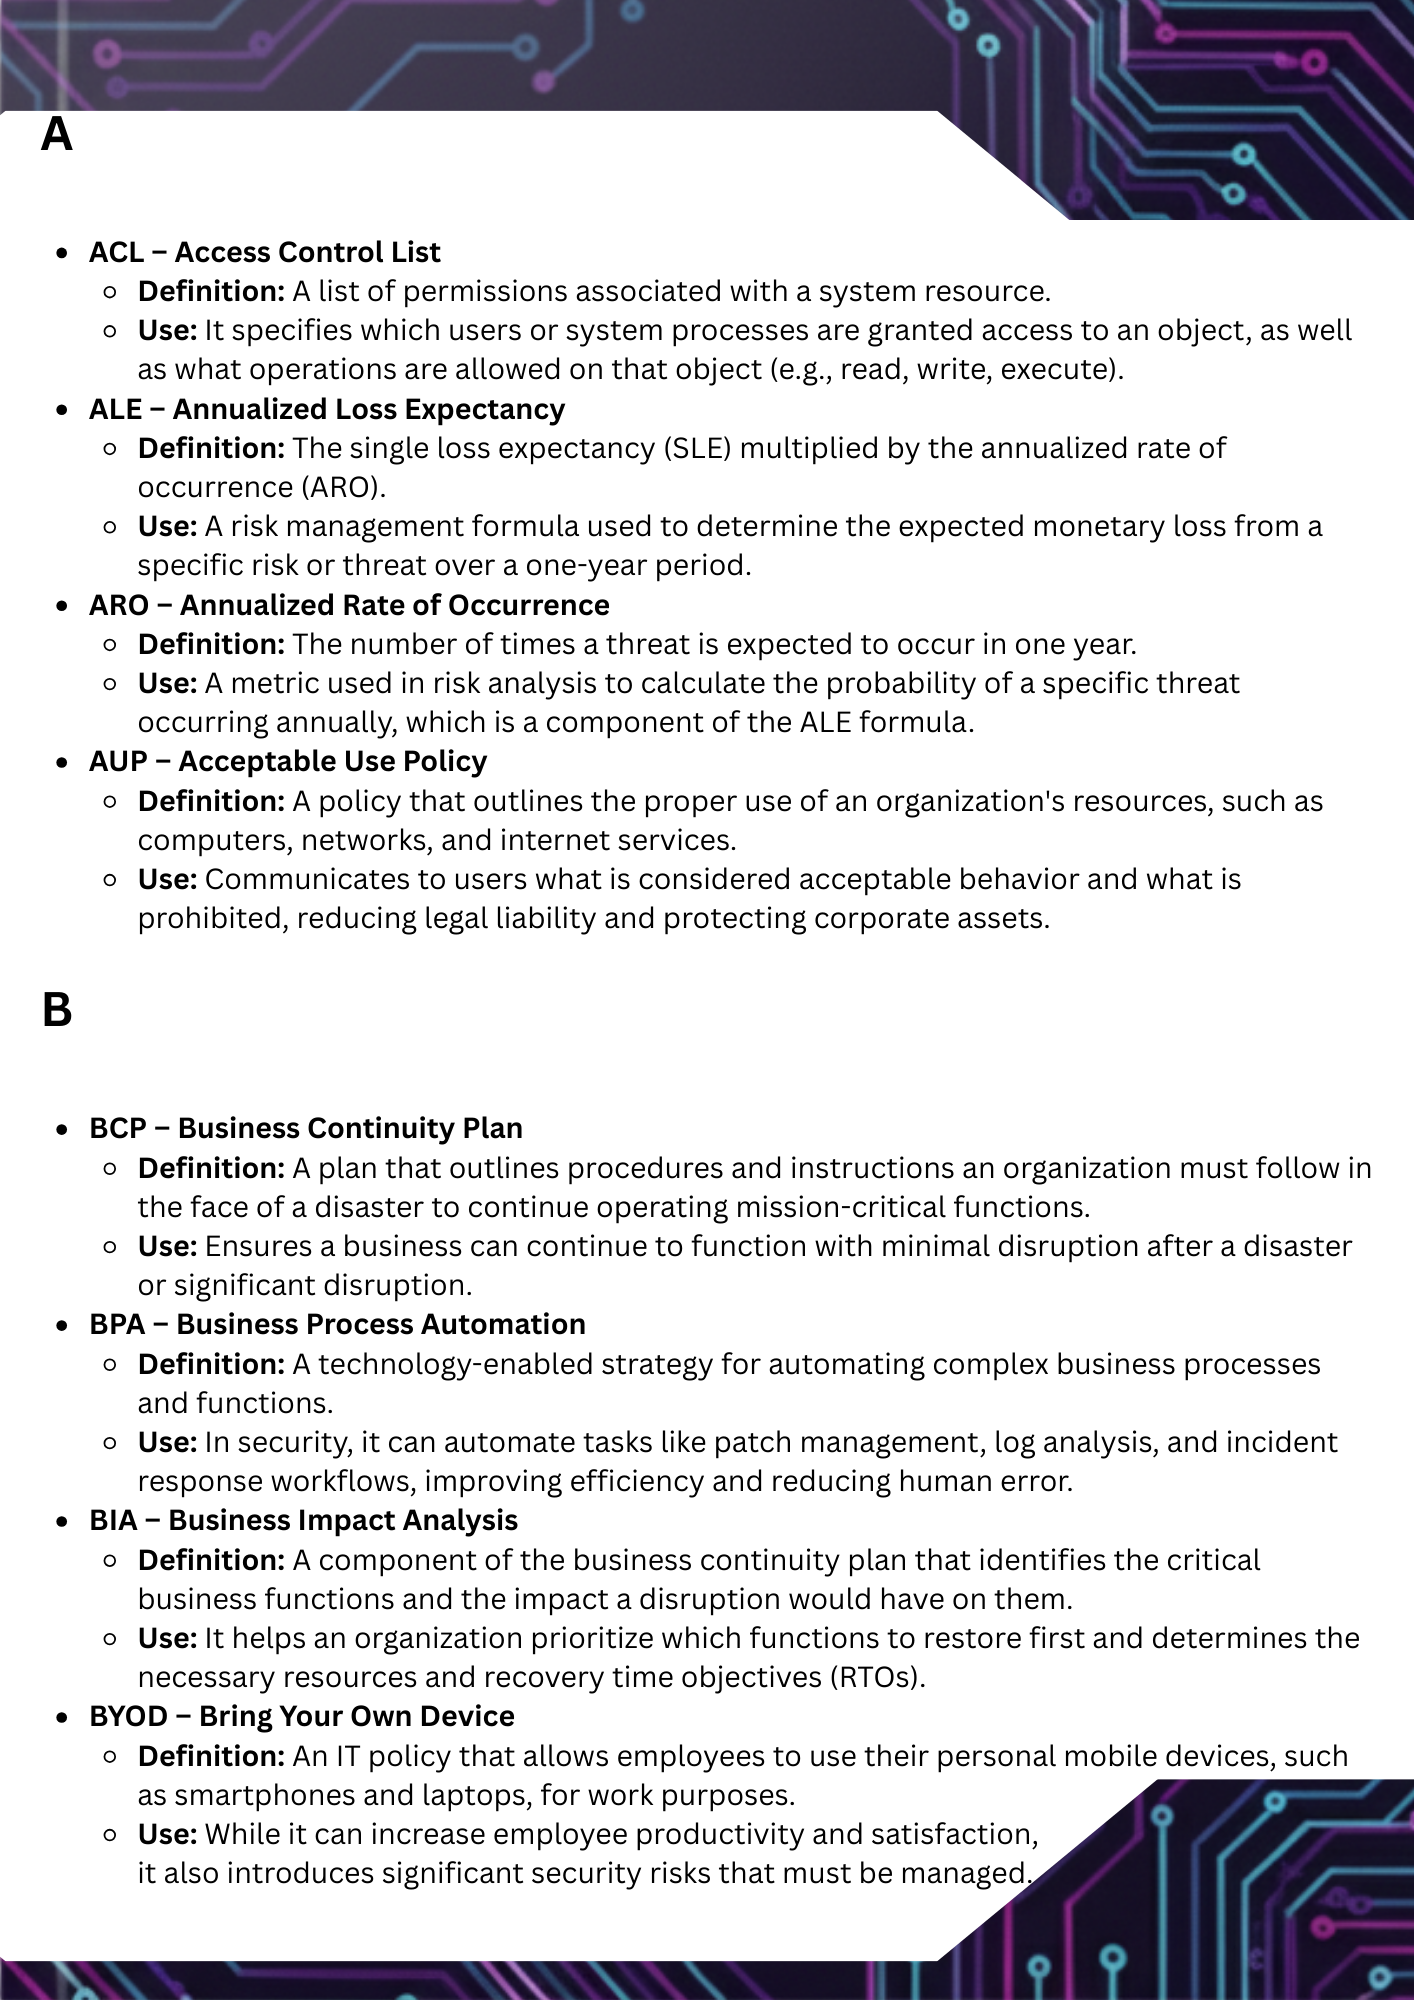 A
• ACL – Access Control List
○ Definition: A list of permissions associated with a system resource.
○ Use: It specifies which users or system processes are granted access to an object, as well
as what operations are allowed on that object (e.g., read, write, execute).
• ALE – Annualized Loss Expectancy
○ Definition: The single loss expectancy (SLE) multiplied by the annualized rate of
occurrence (ARO).
○ Use: A risk management formula used to determine the expected monetary loss from a
specific risk or threat over a one-year period.
• ARO – Annualized Rate of Occurrence
○ Definition: The number of times a threat is expected to occur in one year.
○ Use: A metric used in risk analysis to calculate the probability of a specific threat
occurring annually, which is a component of the ALE formula.
• AUP – Acceptable Use Policy
○ Definition: A policy that outlines the proper use of an organization's resources, such as
computers, networks, and internet services.
○ Use: Communicates to users what is considered acceptable behavior and what is
prohibited, reducing legal liability and protecting corporate assets.
B
• BCP – Business Continuity Plan
○ Definition: A plan that outlines procedures and instructions an organization must follow in
the face of a disaster to continue operating mission-critical functions.
○ Use: Ensures a business can continue to function with minimal disruption after a disaster
or significant disruption.
• BPA – Business Process Automation
○ Definition: A technology-enabled strategy for automating complex business processes
and functions.
○ Use: In security, it can automate tasks like patch management, log analysis, and incident
response workflows, improving efficiency and reducing human error.
• BIA – Business Impact Analysis
○ Definition: A component of the business continuity plan that identifies the critical
business functions and the impact a disruption would have on them.
○ Use: It helps an organization prioritize which functions to restore first and determines the
necessary resources and recovery time objectives (RTOs).
• BYOD – Bring Your Own Device
○ Definition: An IT policy that allows employees to use their personal mobile devices, such
as smartphones and laptops, for work purposes.
○ Use: While it can increase employee productivity and satisfaction,
it also introduces significant security risks that must be managed.